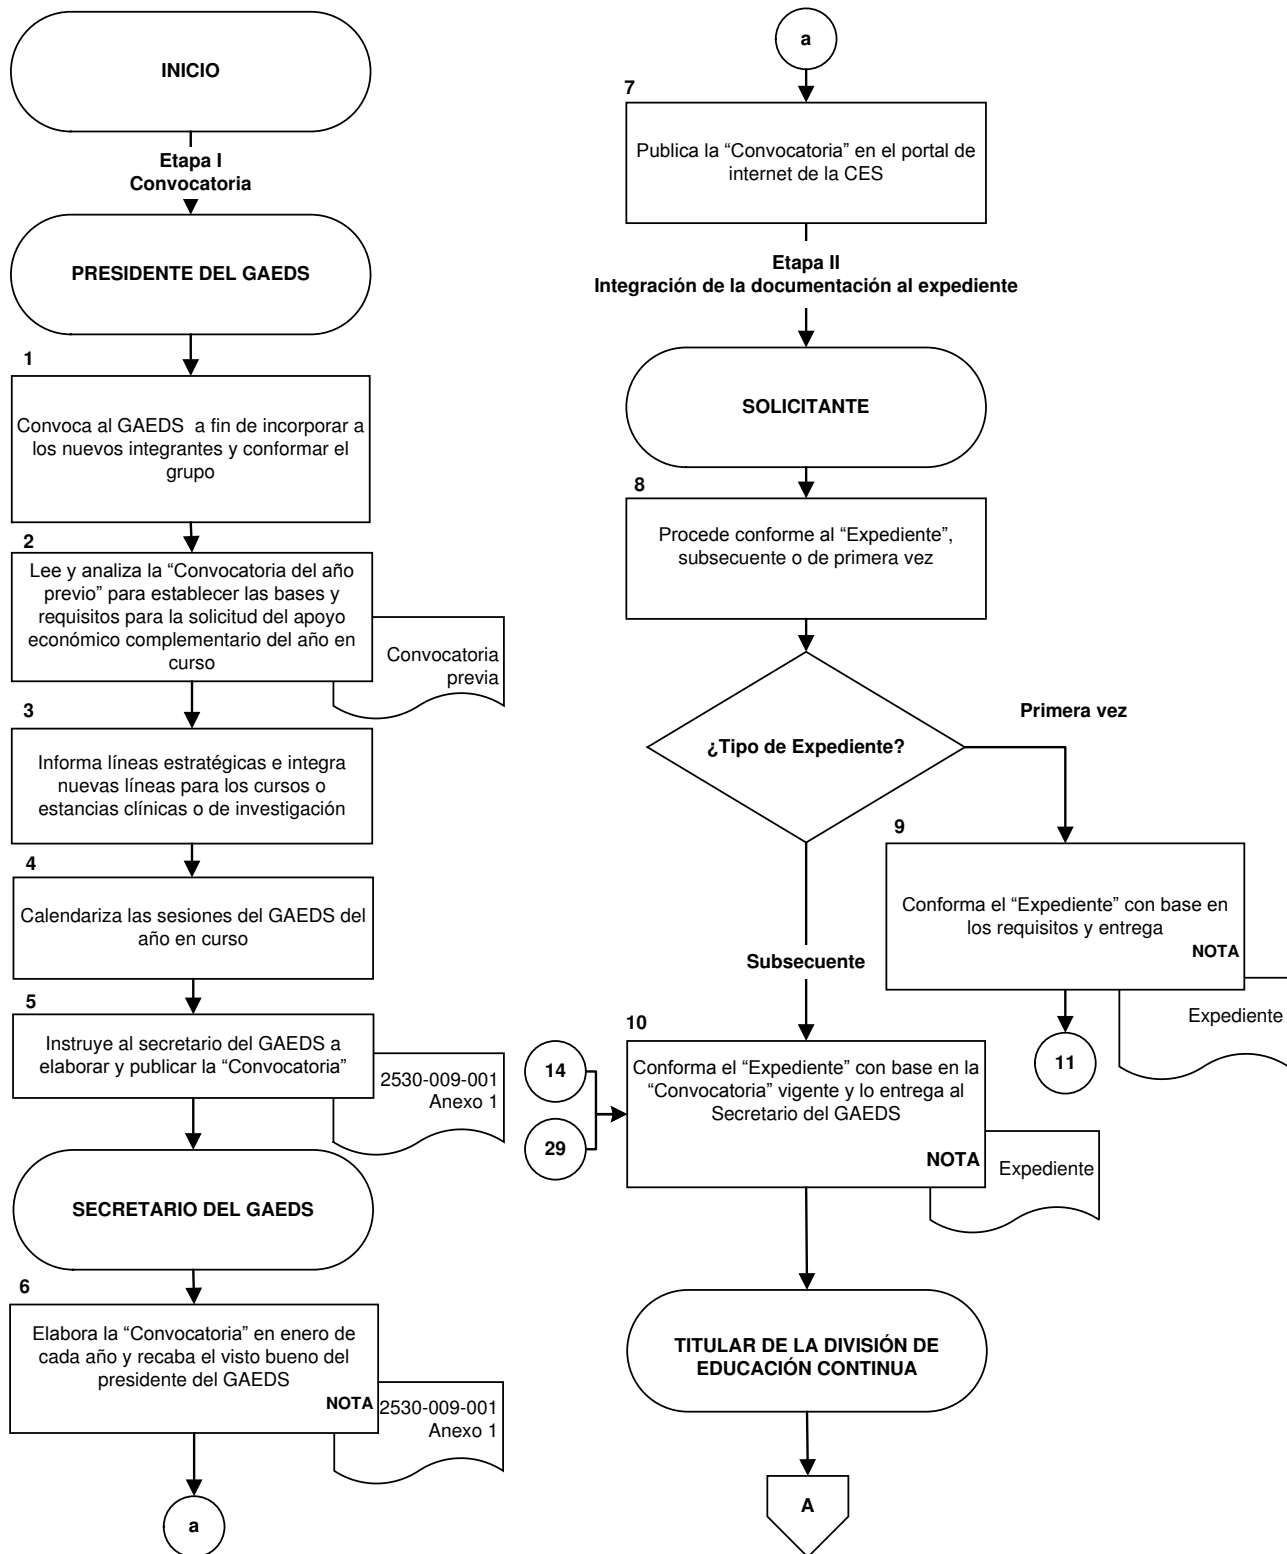 INICIO
Etapa I
Convocatoria
PRESIDENTE DEL GAEDS
1
Convoca al GAEDS a fin de incorporar a
los nuevos integrantes y conformar el
grupo
2
Lee y analiza la “Convocatoria del año
previo” para establecer las bases y
requisitos para la solicitud del apoyo
económico complementario del año en
curso
Convocatoria
previa
3
Informa líneas estratégicas e integra
nuevas líneas para los cursos o
estancias clínicas o de investigación
4
Calendariza las sesiones del GAEDS del
año en curso
5
Instruye al secretario del GAEDS a
elaborar y publicar la “Convocatoria”
2530-009-001
Anexo 1
SECRETARIO DEL GAEDS
6
Elabora la “Convocatoria” en enero de
cada año y recaba el visto bueno del
presidente del GAEDS
NOTA
2530-009-001
Anexo 1
a
a
7
Publica la “Convocatoria” en el portal de
internet de la CES
Etapa II
Integración de la documentación al expediente
SOLICITANTE
8
Procede conforme al “Expediente”,
subsecuente o de primera vez
¿Tipo de Expediente?
Primera vez
9
Conforma el “Expediente” con base en
los requisitos y entrega
NOTA
Expediente
11
Subsecuente
10
14
29
Conforma el “Expediente” con base en la
“Convocatoria” vigente y lo entrega al
Secretario del GAEDS
NOTA
Expediente
TITULAR DE LA DIVISIÓN DE
EDUCACIÓN CONTINUA
A